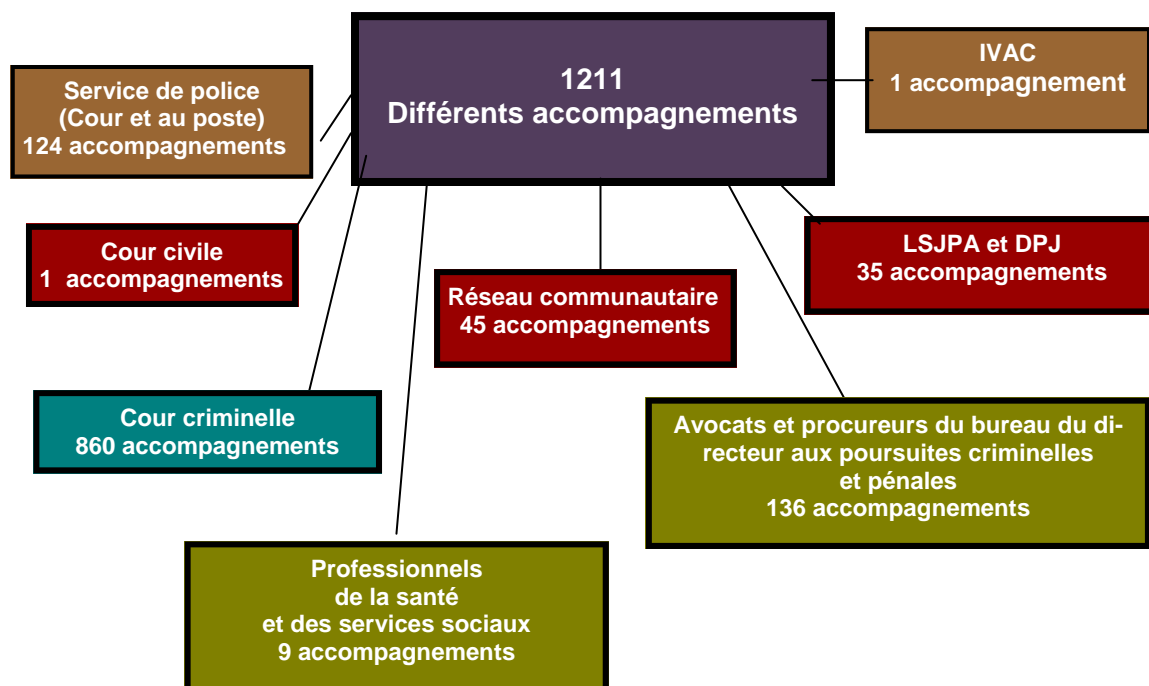 1211
Différents accompagnements
IVAC
1 accompagnement
Service de police
(Cour et au poste)
124 accompagnements
Cour civile
1 accompagnements
LSJPA et DPJ
35 accompagnements
Réseau communautaire
45 accompagnements
Cour criminelle
860 accompagnements
Avocats et procureurs du bureau du di-
recteur aux poursuites criminelles
et pénales
136 accompagnements
Professionnels
de la santé
et des services sociaux
9 accompagnements